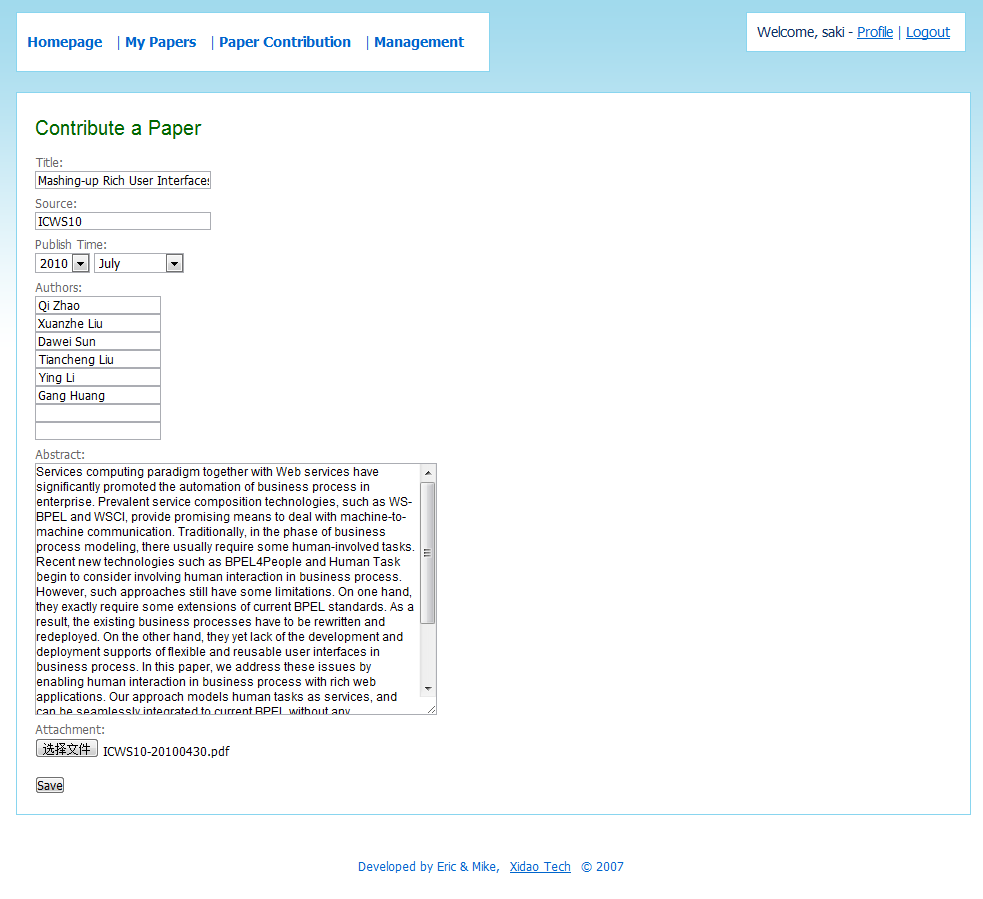 Homepage | My Papers | Paper Contribution | Management
Welcome, saki - Profile | Logout
Contribute a Paper
Title:
Mashing-up Rich User Interfaces
Source:
ICWS10
Publish Time:
2010 July
Authors:
Qi Zhao
Xuanzhe Liu
Dawei Sun
Tiancheng Liu
Ying Li
Gang Huang
Abstract:
Services computing paradigm together with Web services have
significantly promoted the automation of business process in
enterprise. Prevalent service composition technologies, such as WS-
BPEL and WSCI, provide promising means to deal with machine-to-
machine communication. Traditionally, in the phase of business
process modeling, there usually require some human-involved tasks.
Recent new technologies such as BPEL4People and Human Task
begin to consider involving human interaction in business process.
However, such approaches still have some limitations. On one hand,
they exactly require some extensions of current BPEL standards. As a
result, the existing business processes have to be rewritten and
redeployed. On the other hand, they yet lack of the development and
deployment supports of flexible and reusable user interfaces in
business process. In this paper, we address these issues by
enabling human interaction in business process with rich web
applications. Our approach models human tasks as services, and
can be seamlessly integrated to current BPEL without any
Attachment:
选择文件 ICWS10-20100430.pdf
Save
Developed by Eric & Mike, Xidao Tech © 2007